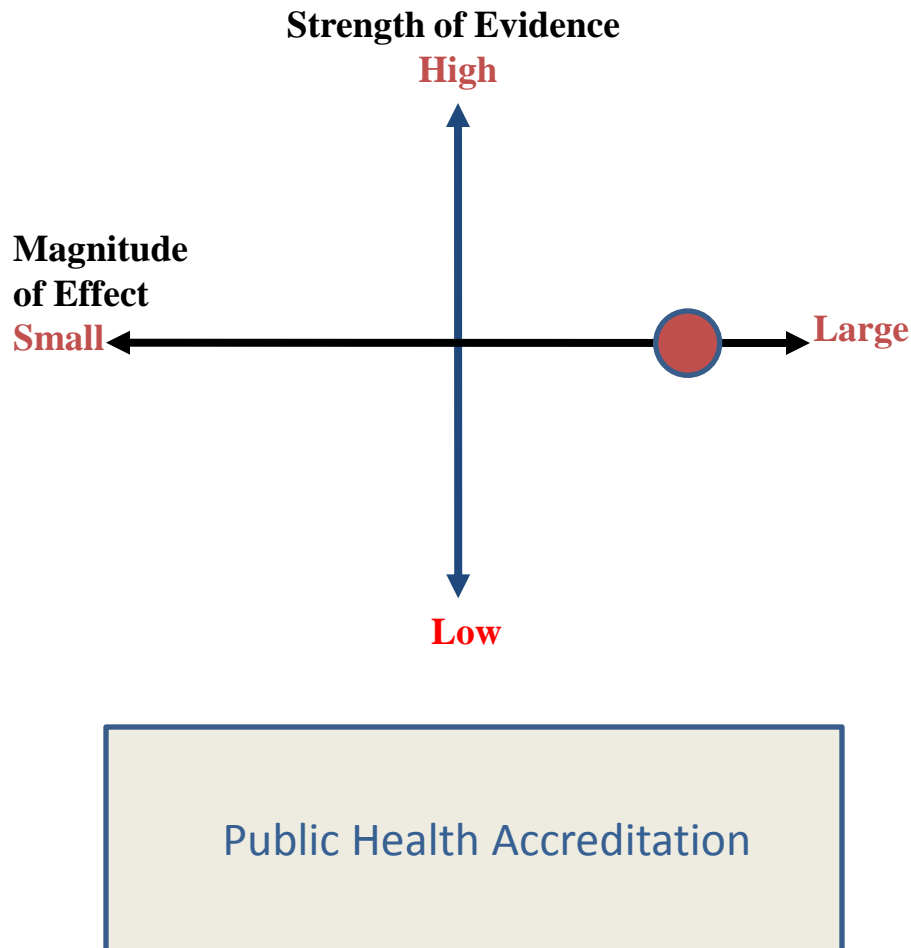 Strength of Evidence
High
Magnitude
of Effect
Small
Large
Low
Public Health Accreditation